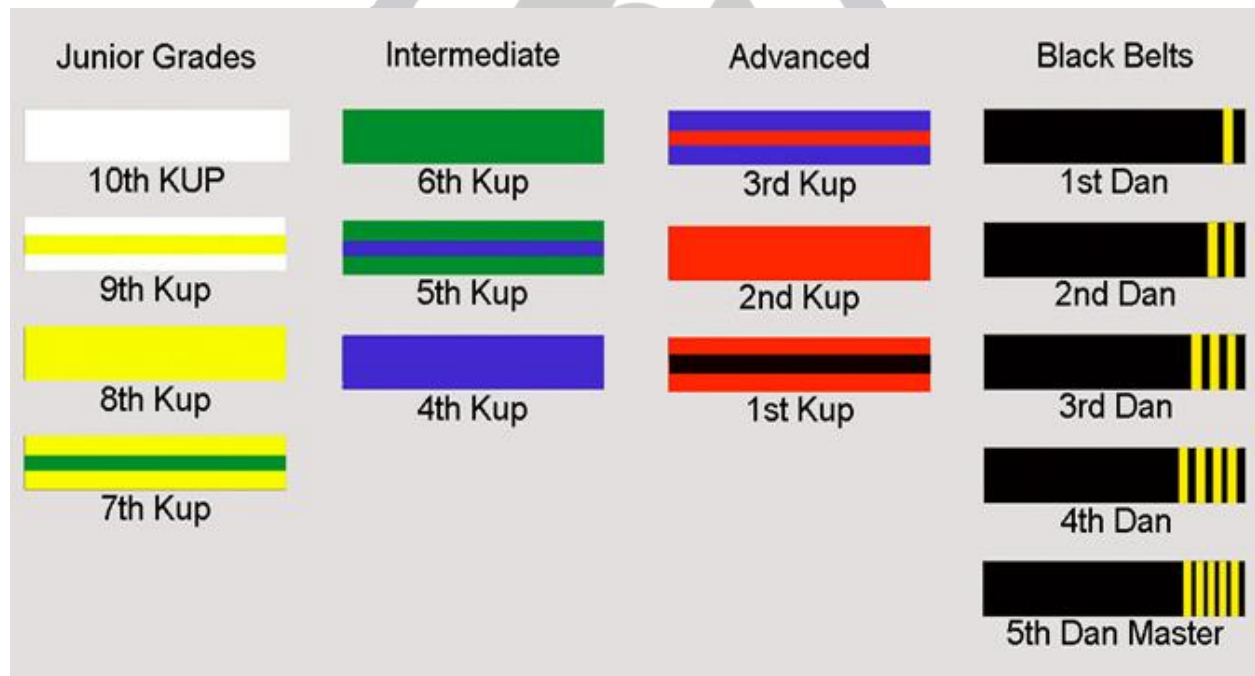 Junior Grades
10th KUP
9th Kup
8th Kup
7th Kup
Intermediate
6th Kup
5th Kup
4th Kup
Advanced
3rd Kup
2nd Kup
1st Kup
Black Belts
1st Dan
2nd Dan
3rd Dan
4th Dan
5th Dan Master